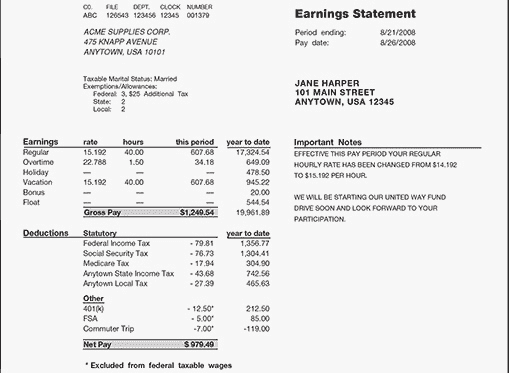 CO. FILE DEPT. CLOCK NUMBER
ABC 126543 123456 12345 001379
ACME SUPPLIES CORP.
475 KNAPP AVENUE
ANYTOWN, USA 10101
Earnings Statement
Period ending: 8/21/2008
Pay date: 8/26/2008
Taxable Marital Status: Married
Exemptions/Allowances:
Federal: 3, $25 Additional Tax
State: 2
Local: 2
JANE HARPER
101 MAIN STREET
ANYTOWN, USA 12345
Earnings rate hours this period year to date
Regular 15.192 40.00 607.68 17,324.54
Overtime 22.788 1.50 34.18 649.09
Holiday — — — 478.50
Vacation 15.192 40.00 607.68 945.22
Bonus — — — 20.00
Float — — — 544.54
Gross Pay $1,249.54 19,961.89
Important Notes
EFFECTIVE THIS PAY PERIOD YOUR REGULAR
HOURLY RATE HAS BEEN CHANGED FROM $14.192
TO $15.192 PER HOUR.
WE WILL BE STARTING OUR UNITED WAY FUND
DRIVE SOON AND LOOK FORWARD TO YOUR
PARTICIPATION.
Deductions Statutory year to date
Federal Income Tax - 79.81 1,356.77
Social Security Tax - 76.73 1,304.41
Medicare Tax - 17.94 304.90
Anytown State Income Tax - 43.68 742.56
Anytown Local Tax - 27.39 465.63
Other
401(k) - 12.50* 212.50
FSA - 5.00* 85.00
Commuter Trip -7.00* -119.00
Net Pay $ 979.49
* Excluded from federal taxable wages